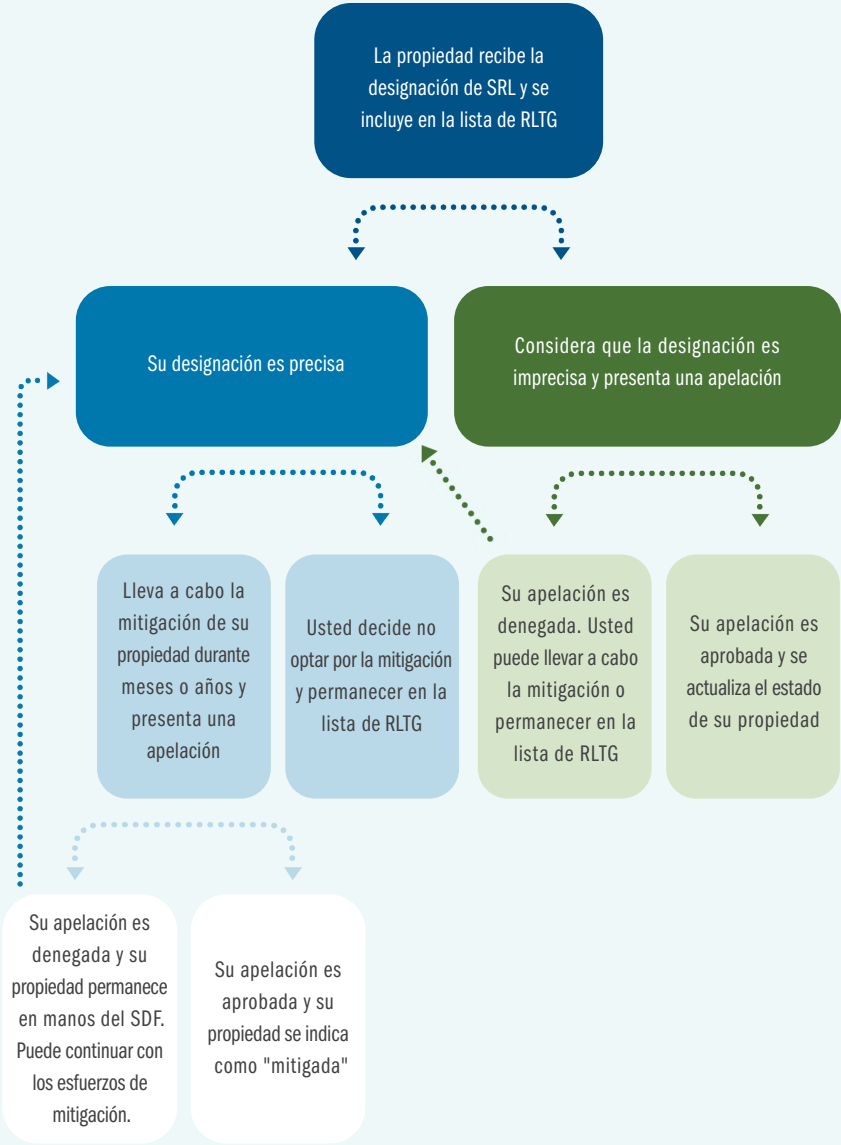 La propiedad recibe la
designación de SRL y se
incluye en la lista de RLTG
Su designación es precisa
Considera que la designación es
imprecisa y presenta una apelación
Lleva a cabo la
mitigación de su
propiedad durante
meses o años y
presenta una
apelación
Usted decide no
optar por la mitigación
y permanecer en la
lista de RLTG
Su apelación es
denegada. Usted
puede llevar a cabo
la mitigación o
permanecer en la
lista de RLTG
Su apelación es
aprobada y se
actualiza el estado
de su propiedad
Su apelación es
denegada y su
propiedad permanece
en manos del SDF.
Puede continuar con
los esfuerzos de
mitigación.
Su apelación es
aprobada y su
propiedad se indica
como "mitigada"